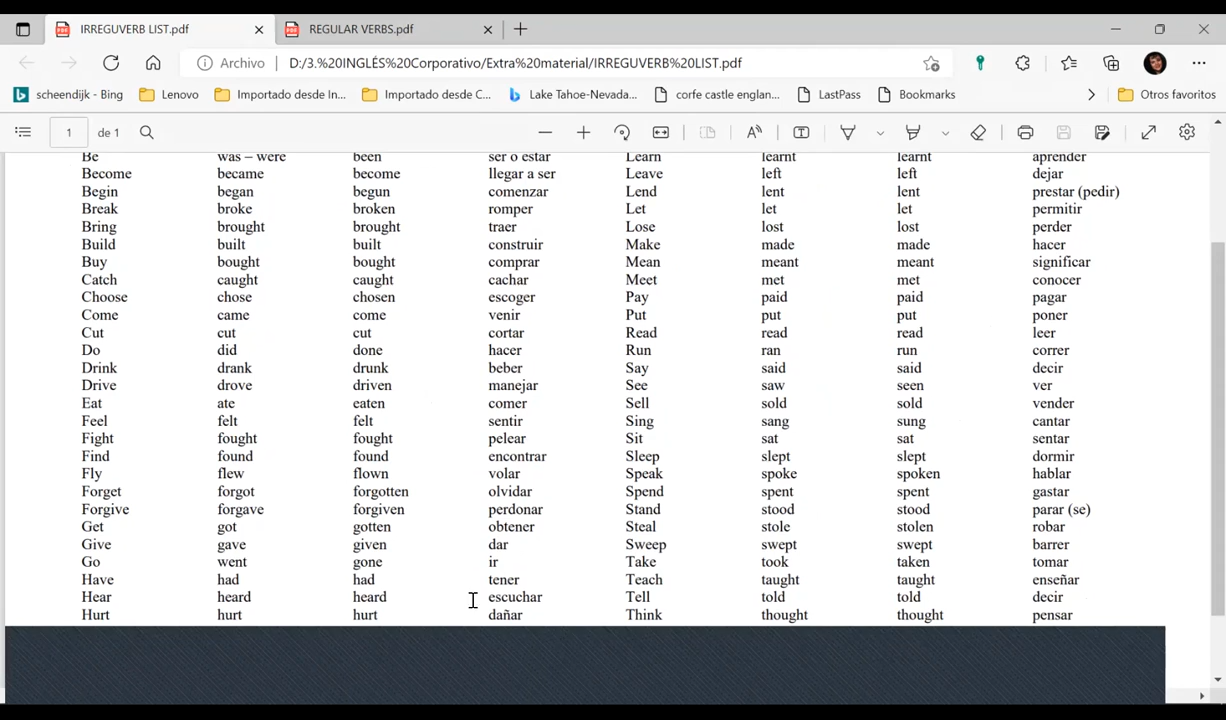 IRREGUVERB LIST.pdf REGULAR VERBS.pdf
Archivo D:/3.%20INGLÉS%20Corporativo/Extra%20material/IRREGUVERB%20LIST.pdf
scheendijk - Bing Lenovo Importado desde In... Importado desde C... Lake Tahoe-Nevada... corfe castle englan... LastPass Bookmarks Otros favoritos
1 de 1
Be was – were been ser o estar Learn learnt learnt aprender
Become became become llegar a ser Leave left left dejar
Begin began begun comenzar Lend lent lent prestar (pedir)
Break broke broken romper Let let let permitir
Bring brought brought traer Lose lost lost perder
Build built built construir Make made made hacer
Buy bought bought comprar Mean meant meant significar
Catch caught caught cachar Meet met met conocer
Choose chose chosen escoger Pay paid paid pagar
Come came come venir Put put put poner
Cut cut cut cortar Read read read leer
Do did done hacer Run ran run correr
Drink drank drunk beber Say said said decir
Drive drove driven manejar See saw seen ver
Eat ate eaten comer Sell sold sold vender
Feel felt felt sentir Sing sang sung cantar
Fight fought fought pelear Sit sat sat sentar
Find found found encontrar Sleep slept slept dormir
Fly flew flown volar Speak spoke spoken hablar
Forget forgot forgotten olvidar Spend spent spent gastar
Forgive forgave forgiven perdonar Stand stood stood parar (se)
Get got gotten obtener Steal stole stolen robar
Give gave given dar Sweep swept swept barrer
Go went gone ir Take took taken tomar
Have had had tener Teach taught taught enseñar
Hear heard heard escuchar Tell told told decir
Hurt hurt hurt dañar Think thought thought pensar